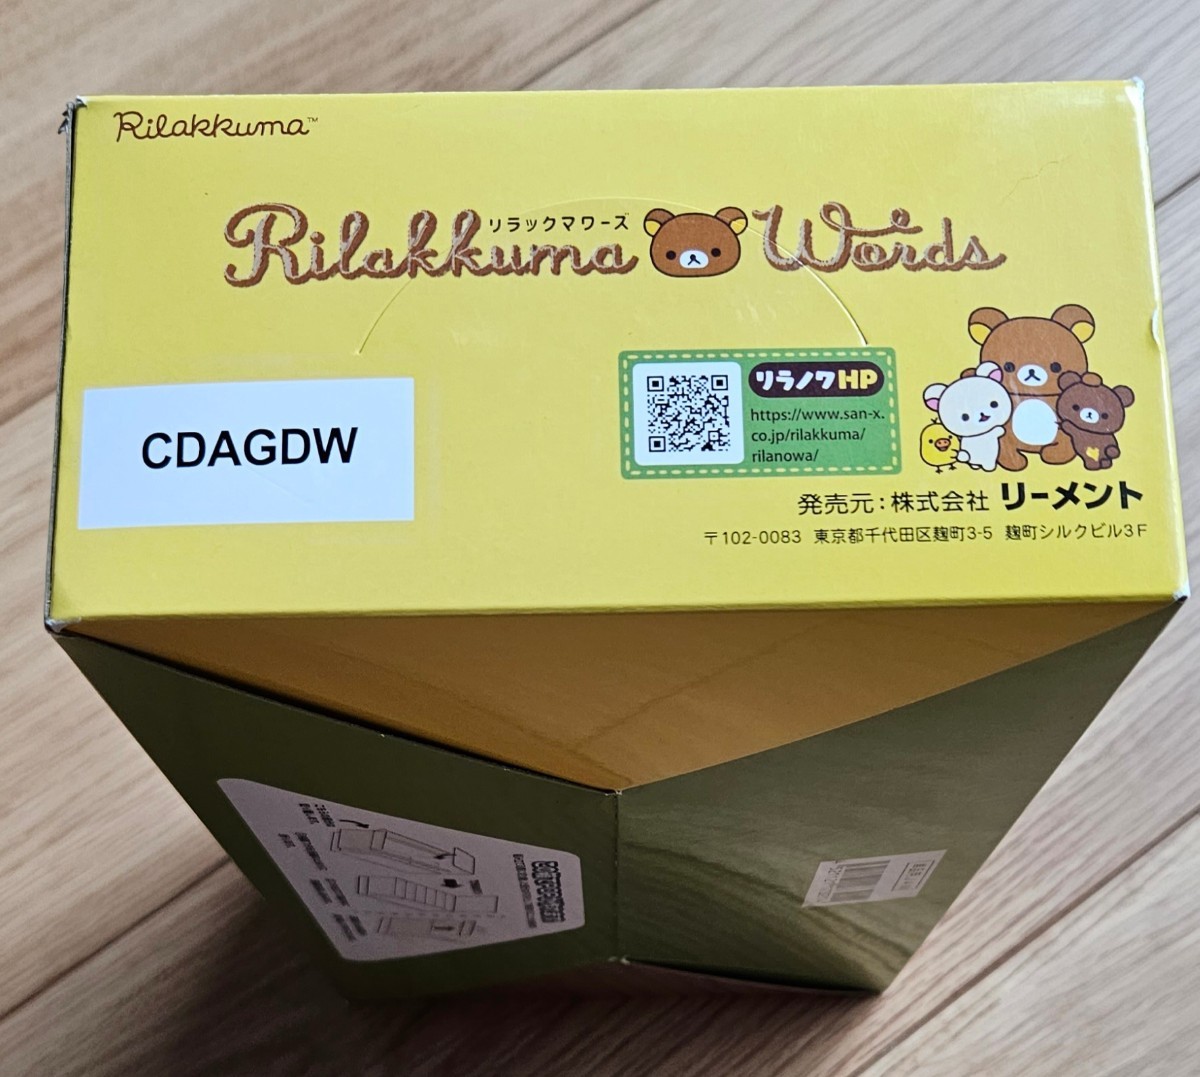 Rilakkuma™
リラックマワーズ
Rilakkuma Words
CDAGDW
リラノワHP
https://www.san-x.
co.jp/rilakkuma/
rilanowa/
発売元:株式会社 リーメント
〒102-0083 東京都千代田区麹町3-5 麹町シルクビル3F